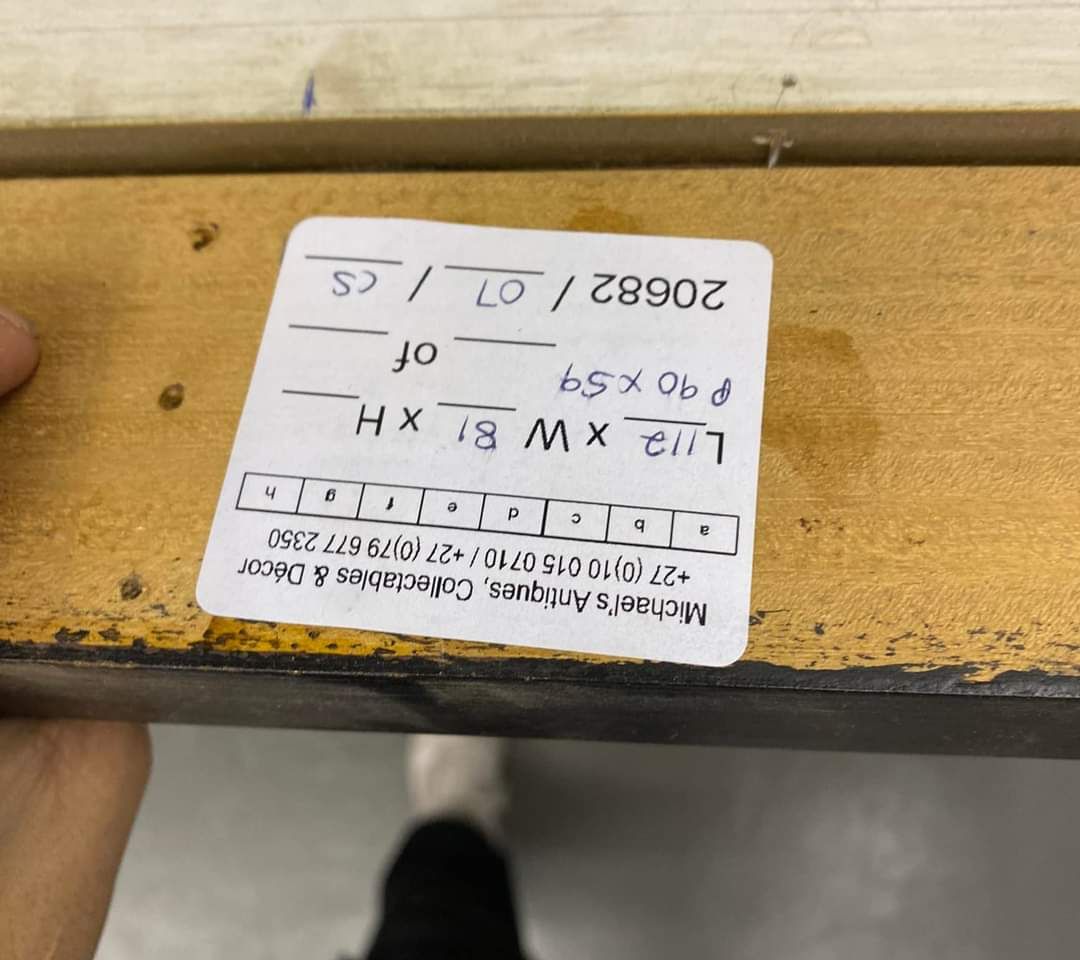 Michael's Antiques, Collectables & Décor
+27 (0)10 015 0710 / +27 (0)79 677 2350
a b c d e f g h
L 112 x W 81 x H
P 90 x 59
of
20682 / 07 / CS